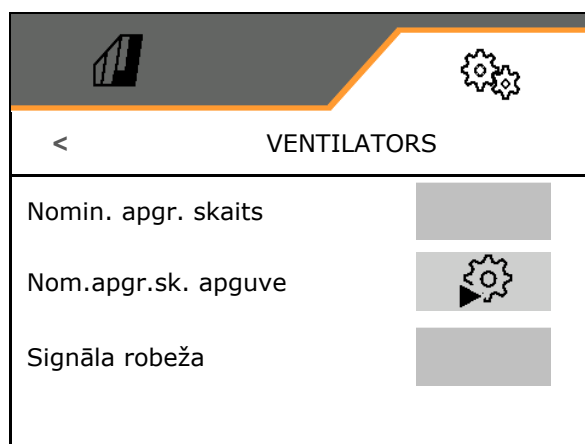 < VENTILATORS
Nomin. apgr. skaits
Nom.apgr.sk. apguve
Signāla robeža